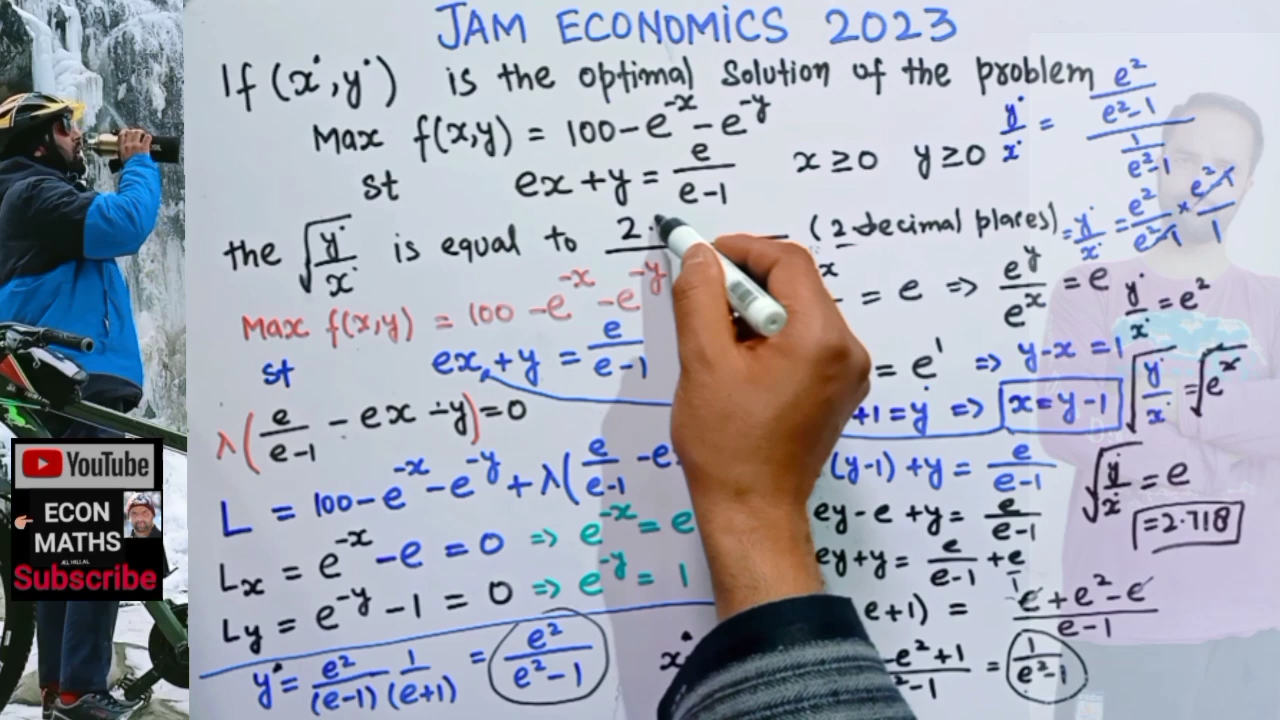 JAM ECONOMICS 2023
If (x*, y*) is the optimal Solution of the problem
Max f(x,y) = 100 - e^-x - e^-y
st ex + y = e/(e-1) x ≥ 0 y ≥ 0
the √(y*/x*) is equal to 2. (2 decimal places)
y*/x* = (e²/(e²-1))/(1/(e²-1))
= y*/x* = e²/(e²-1) × (e²-1)/1
Max f(x,y) = 100 - e^-x - e^-y
st ex + y = e/(e-1)
λ(e/(e-1) - ex - y) = 0
L = 100 - e^-x - e^-y + λ(e/(e-1) - e
Lx = e^-x - e = 0 ⇒ e^-x = e
Ly = e^-y - 1 = 0 ⇒ e^-y = 1
y* = e²/(e-1) 1/(e+1) = e²/(e²-1)
= e ⇒ e^y/e^x = e
= e¹ ⇒ y-x = 1
+1 = y ⇒ x = y-1
(y-1) + y = e/(e-1)
ey - e + y = e/(e-1)
ey + y = e/(e-1) + e/1
e+1) = (e + e² - e)/(e-1)
x*
-e²+1
²-1 = 1/(e²-1)
y*/x* = e²
√(y*/x*) = √e²
√(y*/x*) = e
= 2.718
YouTube
ECON
MATHS
Subscribe